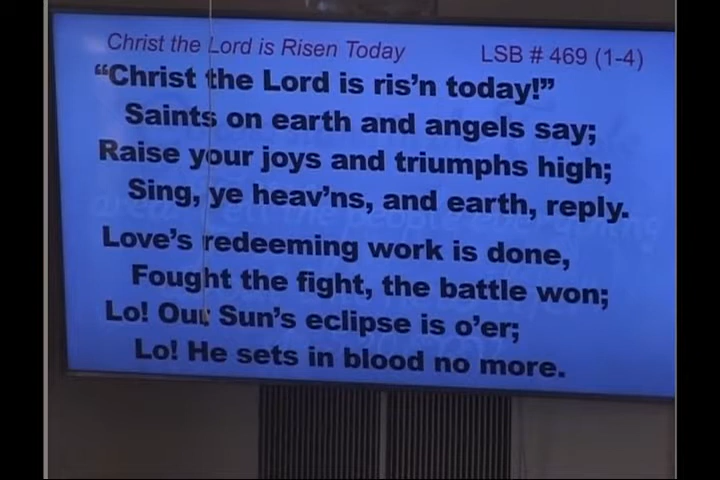 Christ the Lord is Risen Today LSB # 469 (1-4)
“Christ the Lord is ris’n today!”
Saints on earth and angels say;
Raise your joys and triumphs high;
Sing, ye heav’ns, and earth, reply.
Love’s redeeming work is done,
Fought the fight, the battle won;
Lo! Our Sun’s eclipse is o’er;
Lo! He sets in blood no more.